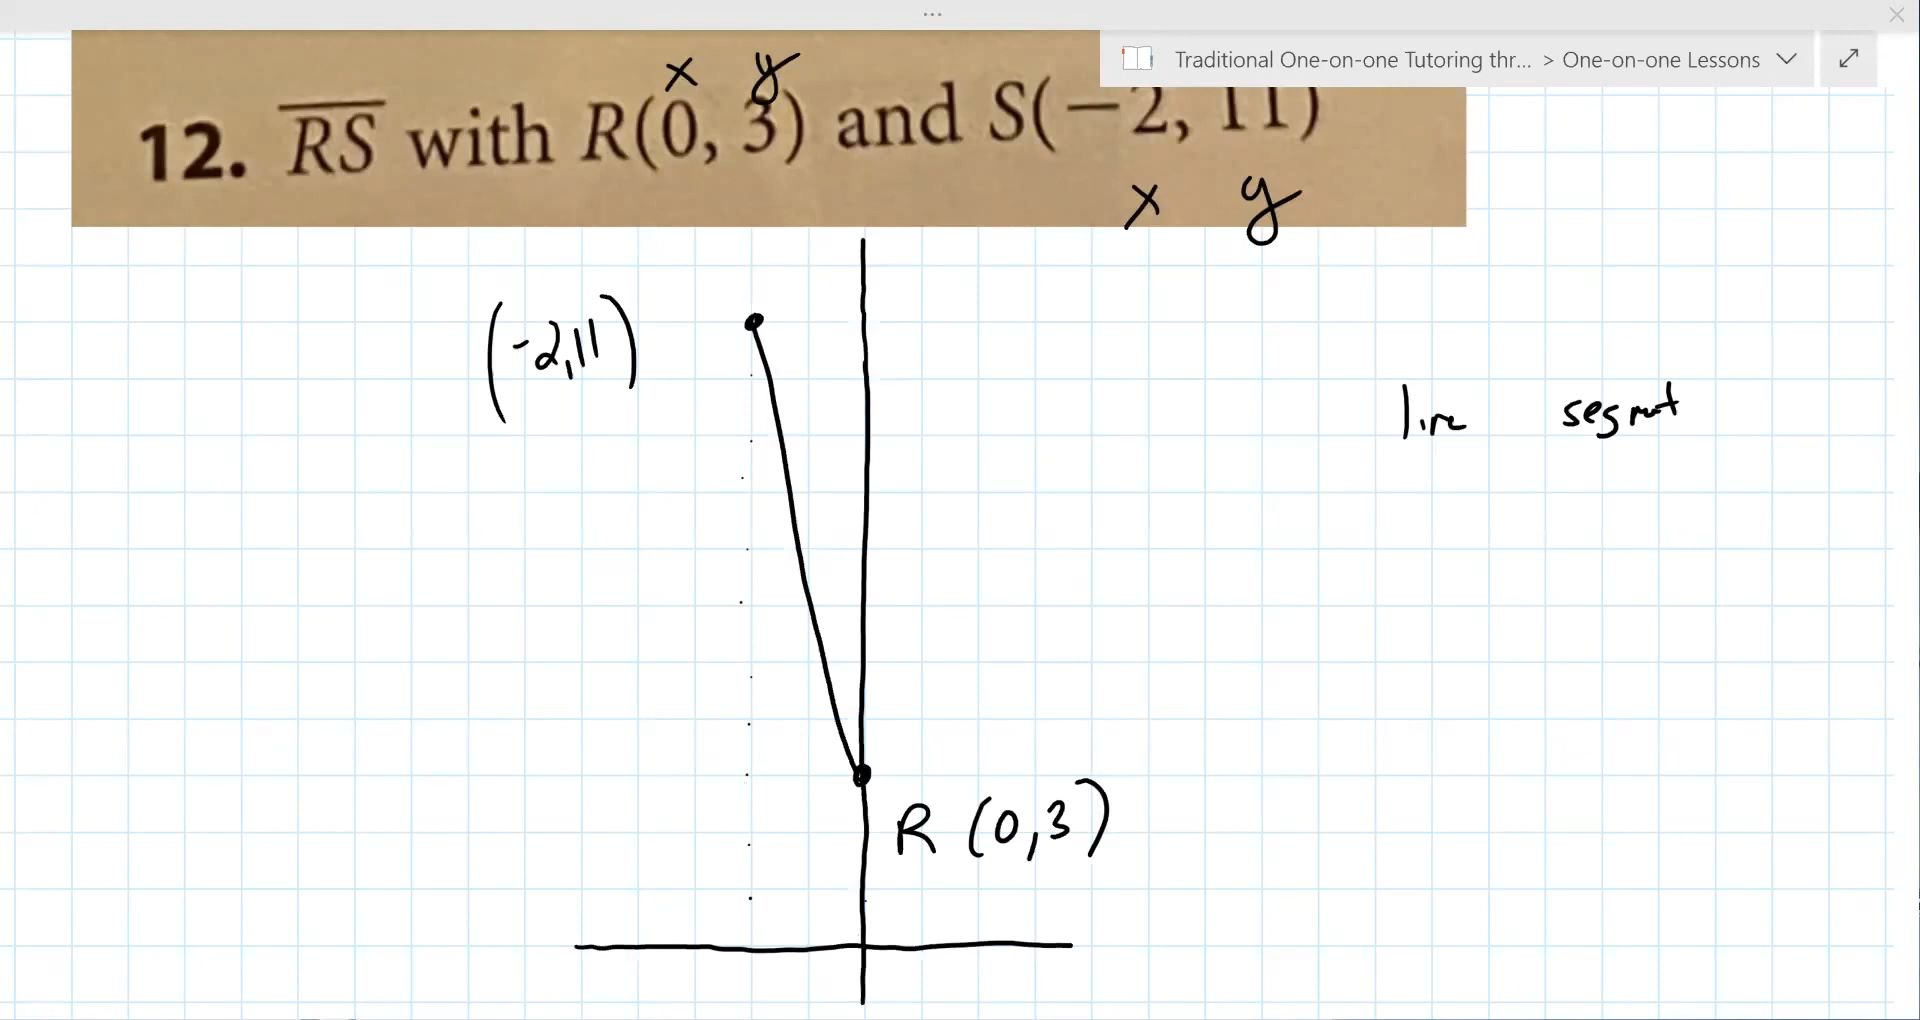 ...
Traditional One-on-one Tutoring thr... > One-on-one Lessons
x y
12. RS with R(0, 3) and S(−2, 11)
x y
(-2,11)
line segment
R (0,3)